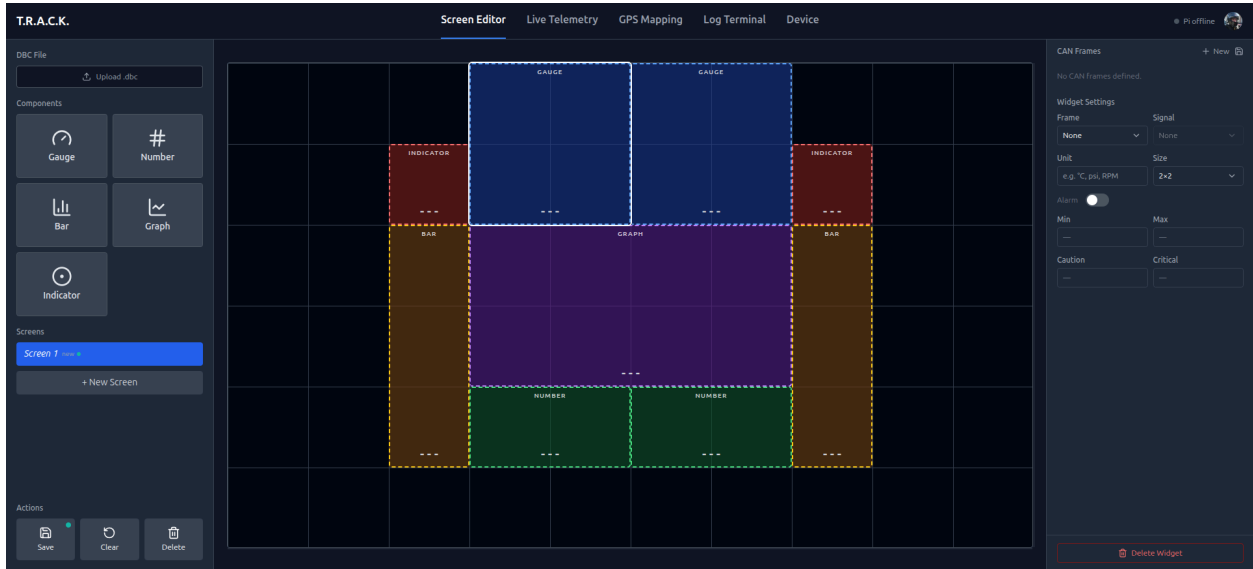 T.R.A.C.K.
Screen Editor Live Telemetry GPS Mapping Log Terminal Device
Pi offline
DBC File
Upload .dbc
Components
Gauge
Number
Bar
Graph
Indicator
Screens
Screen 1 new
+ New Screen
Actions
Save
Clear
Delete
GAUGE
GAUGE
INDICATOR
INDICATOR
---
---
---
---
BAR
GRAPH
BAR
---
NUMBER
NUMBER
---
---
---
---
CAN Frames
+ New
No CAN frames defined.
Widget Settings
Frame
Signal
None
None
Unit
Size
e.g. °C, psi, RPM
2×2
Alarm
Min
Max
—
—
Caution
Critical
—
—
Delete Widget